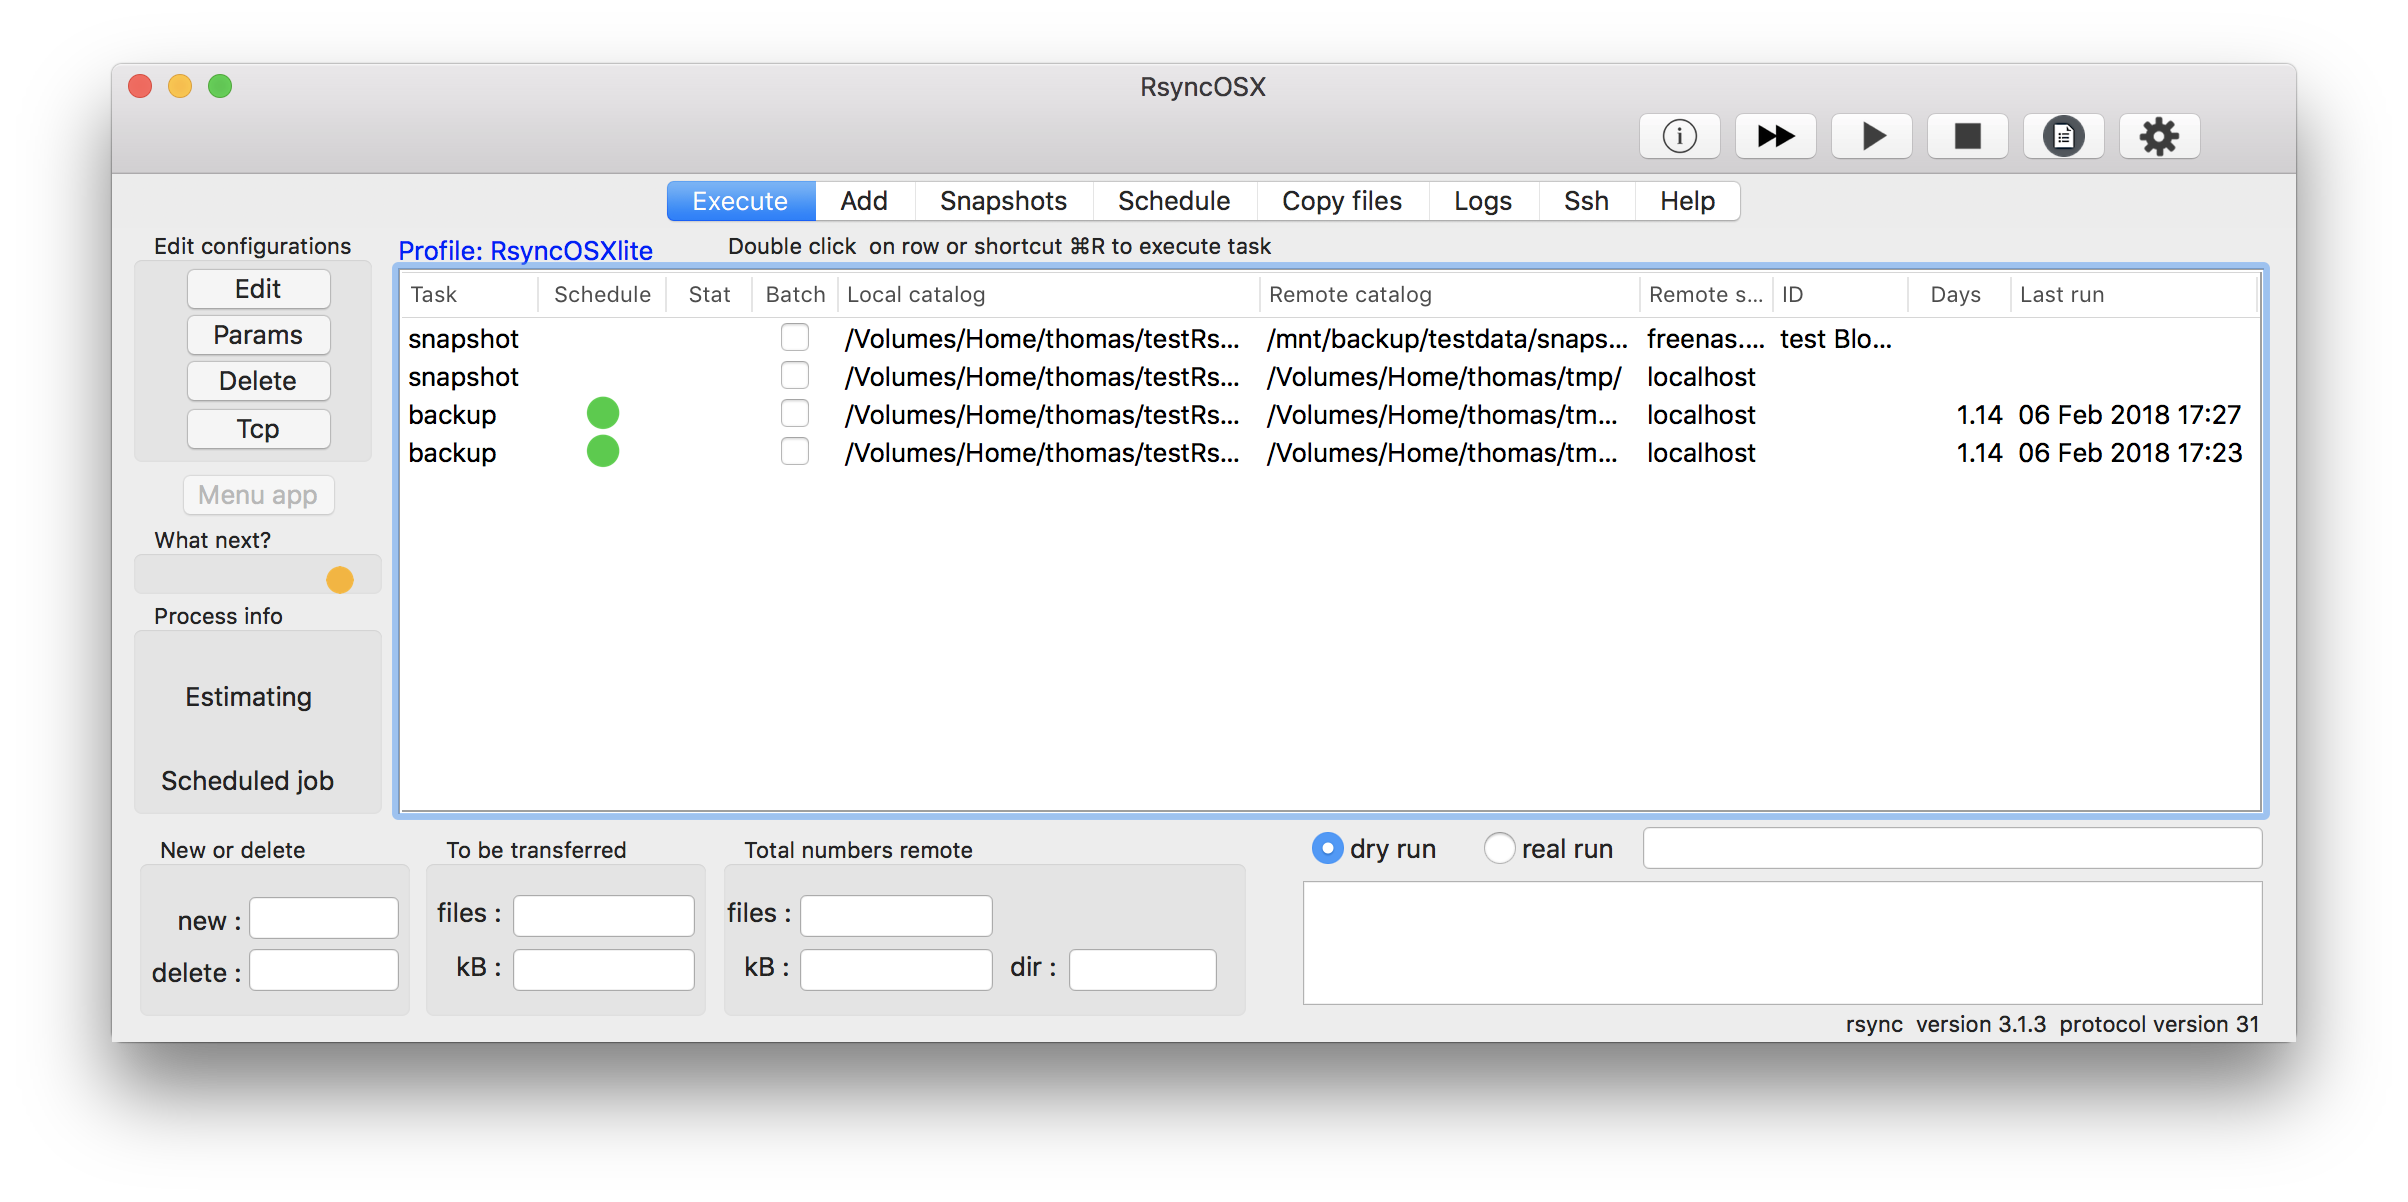 RsyncOSX
Execute Add Snapshots Schedule Copy files Logs Ssh Help
Edit configurations
Edit
Params
Delete
Tcp
Menu app
What next?
Process info
Estimating
Scheduled job
Profile: RsyncOSXlite Double click on row or shortcut ⌘R to execute task
Task Schedule Stat Batch Local catalog Remote catalog Remote s... ID Days Last run
snapshot /Volumes/Home/thomas/testRs... /mnt/backup/testdata/snaps... freenas.... test Blo...
snapshot /Volumes/Home/thomas/testRs... /Volumes/Home/thomas/tmp/ localhost
backup /Volumes/Home/thomas/testRs... /Volumes/Home/thomas/tm... localhost 1.14 06 Feb 2018 17:27
backup /Volumes/Home/thomas/testRs... /Volumes/Home/thomas/tm... localhost 1.14 06 Feb 2018 17:23
New or delete
new :
delete :
To be transferred
files :
kB :
Total numbers remote
files :
kB : dir :
dry run real run
rsync version 3.1.3 protocol version 31